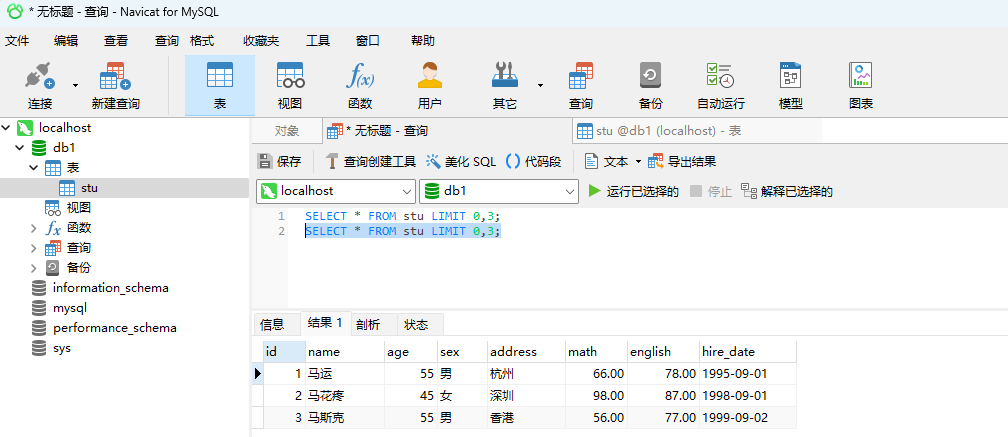 * 无标题 - 查询 - Navicat for MySQL
文件 编辑 查看 查询 格式 收藏夹 工具 窗口 帮助
连接 新建查询 表 视图 f(x) 函数 用户 其它 查询 备份 自动运行 模型 图表
localhost
db1
表
stu
视图
fx 函数
查询
备份
information_schema
mysql
performance_schema
sys
对象 * 无标题 - 查询 stu @db1 (localhost) - 表
保存 查询创建工具 美化 SQL () 代码段 文本 导出结果
localhost db1 运行已选择的 停止 解释已选择的
1 SELECT * FROM stu LIMIT 0,3;
2 SELECT * FROM stu LIMIT 0,3;
信息 结果 1 剖析 状态
id name age sex address math english hire_date
1 马运 55 男 杭州 66.00 78.00 1995-09-01
2 马花疼 45 女 深圳 98.00 87.00 1998-09-01
3 马斯克 55 男 香港 56.00 77.00 1999-09-02